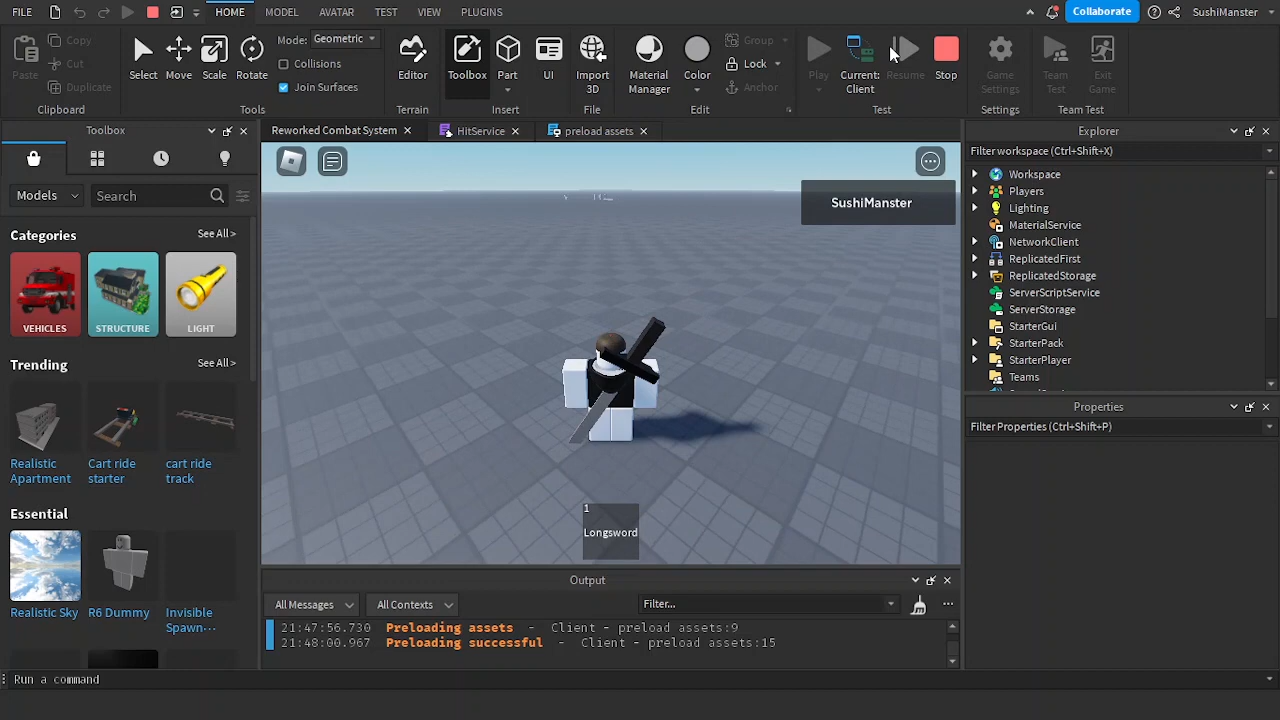 FILE
HOME
MODEL
AVATAR
TEST
VIEW
PLUGINS
Collaborate
SushiManster
Paste
Copy
Cut
Duplicate
Clipboard
Select
Move
Scale
Rotate
Mode: Geometric
Collisions
Join Surfaces
Tools
Editor
Terrain
Toolbox
Part
UI
Insert
Import
3D
File
Material
Manager
Color
Group
Lock
Anchor
Edit
Play
Current:
Client
Resume
Stop
Test
Game
Settings
Settings
Team
Test
Exit
Game
Team Test
Toolbox
Models
Search
Categories
See All>
VEHICLES
STRUCTURE
LIGHT
Trending
See All>
Realistic
Apartment
Cart ride
starter
cart ride
track
Essential
Realistic Sky
R6 Dummy
Invisible
Spawn···
Reworked Combat System
HitService
preload assets
SushiManster
1
Longsword
Output
All Messages
All Contexts
Filter...
21:47:56.730 Preloading assets - Client - preload assets:9
21:48:00.967 Preloading successful - Client - preload assets:15
Explorer
Filter workspace (Ctrl+Shift+X)
Workspace
Players
Lighting
MaterialService
NetworkClient
ReplicatedFirst
ReplicatedStorage
ServerScriptService
ServerStorage
StarterGui
StarterPack
StarterPlayer
Teams
Properties
Filter Properties (Ctrl+Shift+P)
Run a command